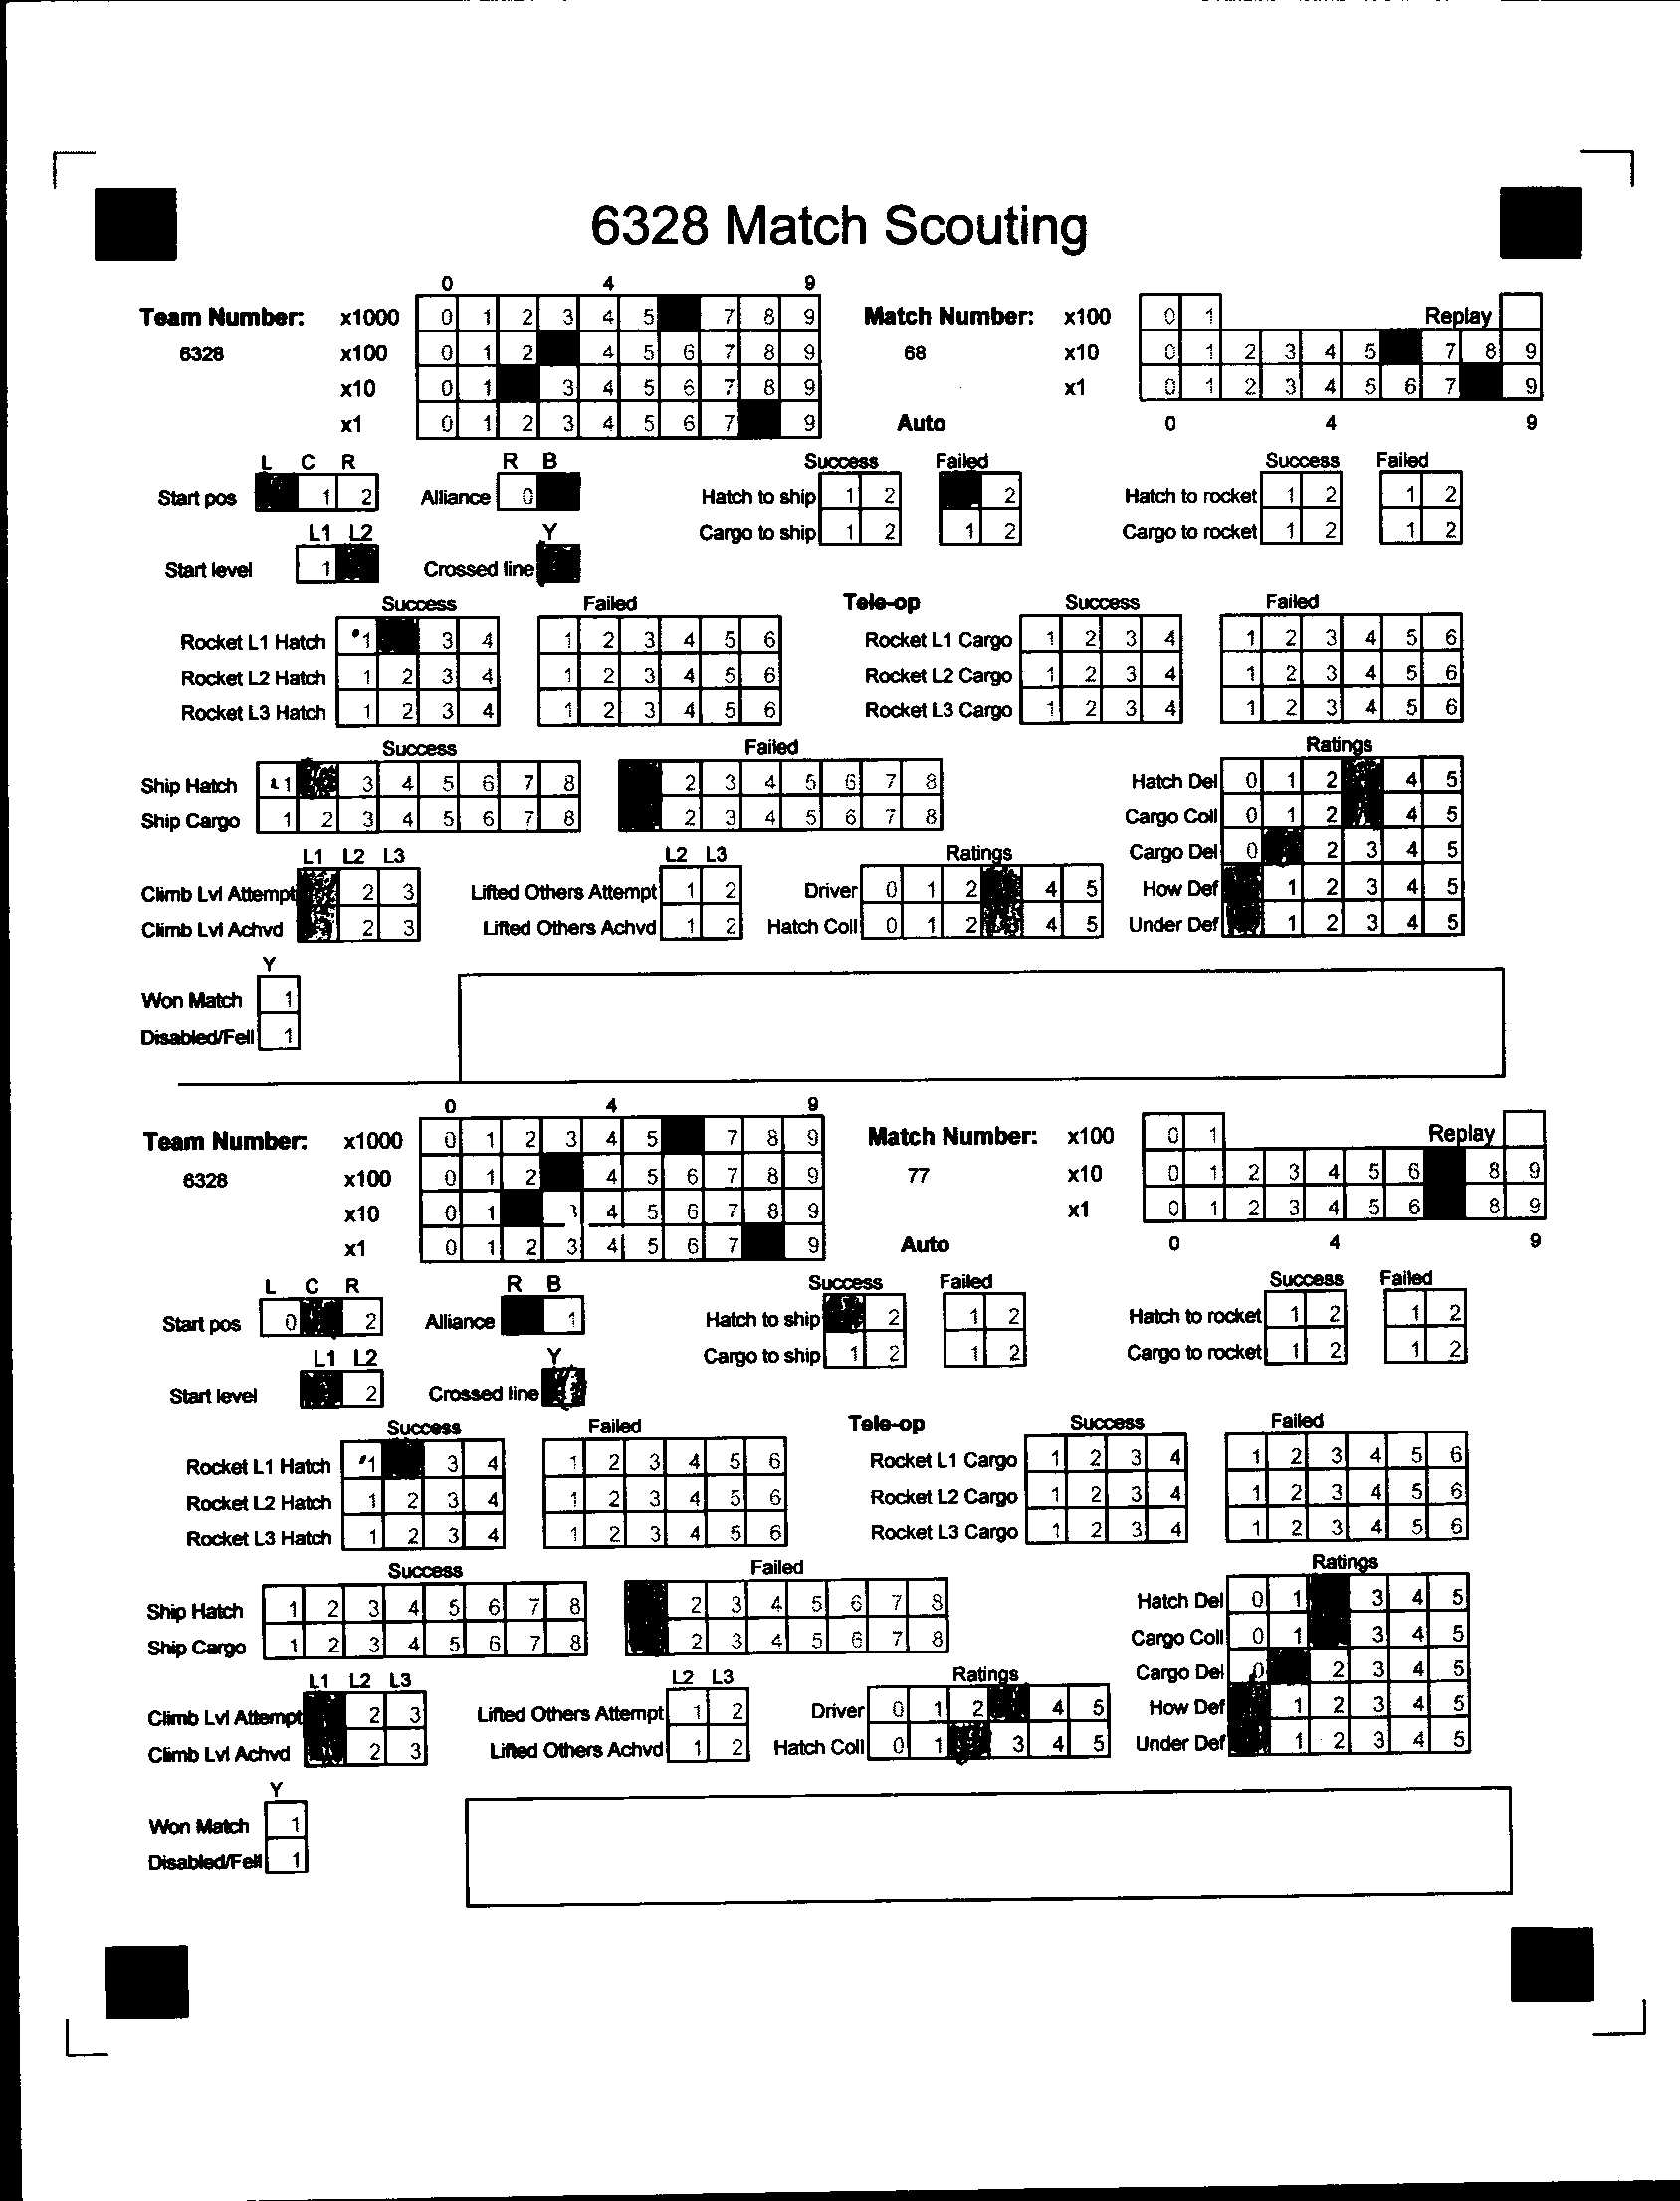 6328 Match Scouting
0 4 9
Team Number: x1000 0 1 2 3 4 5 7 8 9 Match Number: x100 0 1 Replay
6328 x100 0 1 2 4 5 6 7 8 9 68 x10 0 1 2 3 4 5 7 8 9
x10 0 1 3 4 5 6 7 8 9 x1 0 1 2 3 4 5 6 7 9
x1 0 1 2 3 4 5 6 7 9 Auto 0 4 9
L C R R B Success Failed Success Failed
Start pos 1 2 Alliance 0 Hatch to ship 1 2 2 Hatch to rocket 1 2 1 2
L1 L2 Y Cargo to ship 1 2 1 2 Cargo to rocket 1 2 1 2
Start level 1 Crossed line
Success Failed Tele-op Success Failed
Rocket L1 Hatch 1 3 4 1 2 3 4 5 6 Rocket L1 Cargo 1 2 3 4 1 2 3 4 5 6
Rocket L2 Hatch 1 2 3 4 1 2 3 4 5 6 Rocket L2 Cargo 1 2 3 4 1 2 3 4 5 6
Rocket L3 Hatch 1 2 3 4 1 2 3 4 5 6 Rocket L3 Cargo 1 2 3 4 1 2 3 4 5 6
Success Failed Ratings
Ship Hatch 1 3 4 5 6 7 8 2 3 4 5 6 7 8 Hatch Del 0 1 2 4 5
Ship Cargo 1 2 3 4 5 6 7 8 2 3 4 5 6 7 8 Cargo Coll 0 1 2 4 5
L1 L2 L3 L2 L3 Ratings Cargo Del 0 2 3 4 5
Climb Lvl Attempt 2 3 Lifted Others Attempt 1 2 Driver 0 1 2 4 5 How Def 1 2 3 4 5
Climb Lvl Achvd 2 3 Lifted Others Achvd 1 2 Hatch Coll 0 1 2 4 5 Under Def 1 2 3 4 5
Y
Won Match 1
Disabled/Fell 1
0 4 9
Team Number: x1000 0 1 2 3 4 5 7 8 9 Match Number: x100 0 1 Replay
6328 x100 0 1 2 4 5 6 7 8 9 77 x10 0 1 2 3 4 5 6 8 9
x10 0 1 3 4 5 6 7 8 9 x1 0 1 2 3 4 5 6 8 9
x1 0 1 2 3 4 5 6 7 9 Auto 0 4 9
L C R R B Success Failed Success Failed
Start pos 0 2 Alliance 1 Hatch to ship 2 1 2 Hatch to rocket 1 2 1 2
L1 L2 Y Cargo to ship 1 2 1 2 Cargo to rocket 1 2 1 2
Start level 2 Crossed line
Success Failed Tele-op Success Failed
Rocket L1 Hatch 1 3 4 1 2 3 4 5 6 Rocket L1 Cargo 1 2 3 4 1 2 3 4 5 6
Rocket L2 Hatch 1 2 3 4 1 2 3 4 5 6 Rocket L2 Cargo 1 2 3 4 1 2 3 4 5 6
Rocket L3 Hatch 1 2 3 4 1 2 3 4 5 6 Rocket L3 Cargo 1 2 3 4 1 2 3 4 5 6
Success Failed Ratings
Ship Hatch 1 2 3 4 5 6 7 8 2 3 4 5 6 7 8 Hatch Del 0 1 3 4 5
Ship Cargo 1 2 3 4 5 6 7 8 2 3 4 5 6 7 8 Cargo Coll 0 1 3 4 5
L1 L2 L3 L2 L3 Ratings Cargo Del 0 2 3 4 5
Climb Lvl Attempt 2 3 Lifted Others Attempt 1 2 Driver 0 1 2 4 5 How Def 1 2 3 4 5
Climb Lvl Achvd 2 3 Lifted Others Achvd 1 2 Hatch Coll 0 1 3 4 5 Under Def 1 2 3 4 5
Y
Won Match 1
Disabled/Fell 1